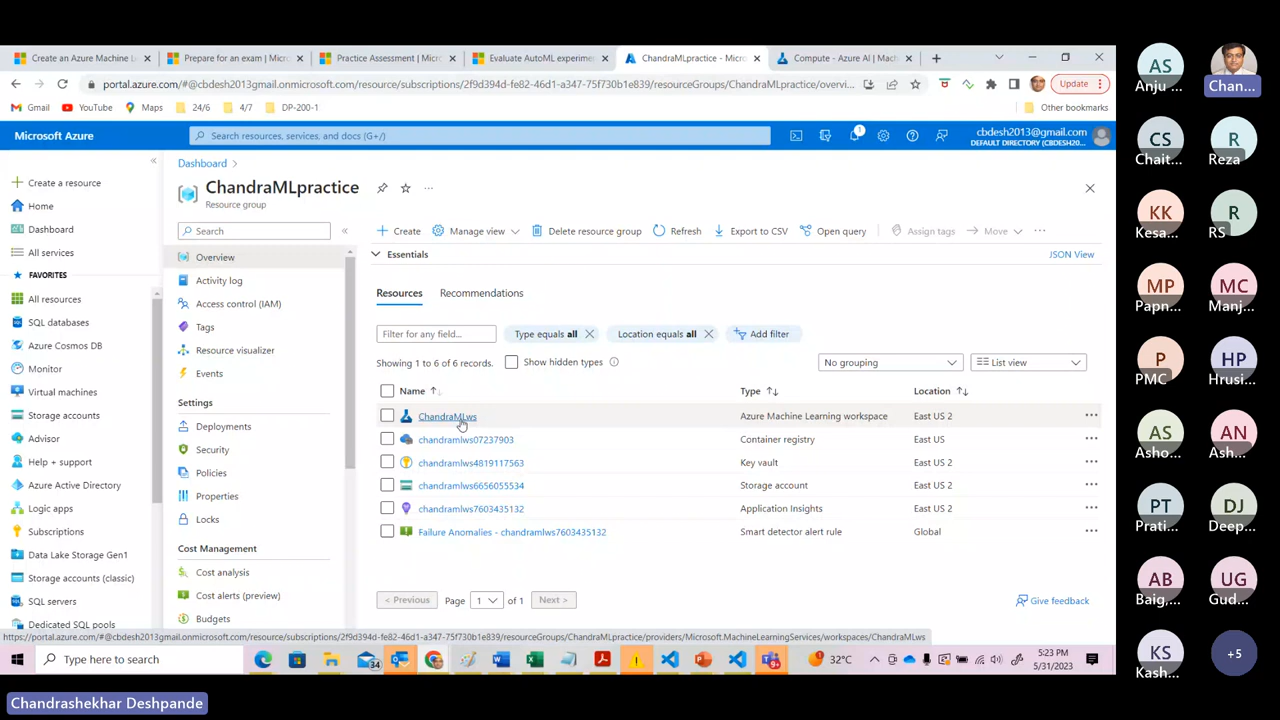 Create an Azure Machine L
Prepare for an exam | Micros
Practice Assessment | Micros
Evaluate AutoML experime
ChandraMLpractice - Micros
Compute - Azure AI | Mach
portal.azure.com/#@cbdesh2013gmail.onmicrosoft.com/resource/subscriptions/2f9d394d-fe82-46d1-a347-75f730b1e839/resourceGroups/ChandraMLpractice/overvi...
Update
Gmail
YouTube
Maps
24/6
4/7
DP-200-1
Other bookmarks
Microsoft Azure
Search resources, services, and docs (G+/)
1
cbdesh2013@gmail.com
DEFAULT DIRECTORY (CBDESH20...
Create a resource
Home
Dashboard
All services
FAVORITES
All resources
SQL databases
Azure Cosmos DB
Monitor
Virtual machines
Storage accounts
Advisor
Help + support
Azure Active Directory
Logic apps
Subscriptions
Data Lake Storage Gen1
Storage accounts (classic)
SQL servers
Dedicated SQL pools
Dashboard >
ChandraMLpractice
Resource group
Search
Overview
Activity log
Access control (IAM)
Tags
Resource visualizer
Events
Settings
Deployments
Security
Policies
Properties
Locks
Cost Management
Cost analysis
Cost alerts (preview)
Budgets
Create
Manage view
Delete resource group
Refresh
Export to CSV
Open query
Assign tags
Move
Essentials
JSON View
Resources
Recommendations
Filter for any field...
Type equals all
Location equals all
Add filter
Showing 1 to 6 of 6 records.
Show hidden types
No grouping
List view
Name
Type
Location
ChandraMLws
Azure Machine Learning workspace
East US 2
chandramlws07237903
Container registry
East US
chandramlws4819117563
Key vault
East US 2
chandramlws6656055534
Storage account
East US 2
chandramlws7603435132
Application Insights
East US 2
Failure Anomalies - chandramlws7603435132
Smart detector alert rule
Global
< Previous
Page
1
of 1
Next >
Give feedback
https://portal.azure.com/#@cbdesh2013gmail.onmicrosoft.com/resource/subscriptions/2f9d394d-fe82-46d1-a347-75f730b1e839/resourceGroups/ChandraMLpractice/providers/Microsoft.MachineLearningServices/workspaces/ChandraMLws
Type here to search
34
9+
32°C
5:23 PM
5/31/2023
Chandrashekhar Deshpande
AS
Anju ...
Chan...
CS
Chait...
R
Reza
KK
Kesa...
R
RS
MP
Papn...
MC
Manj...
P
PMC
HP
Hrusi...
AS
Asho...
AN
Ash...
PT
Prati...
DJ
Deep...
AB
Baig,...
UG
Gud...
KS
Kash...
+5